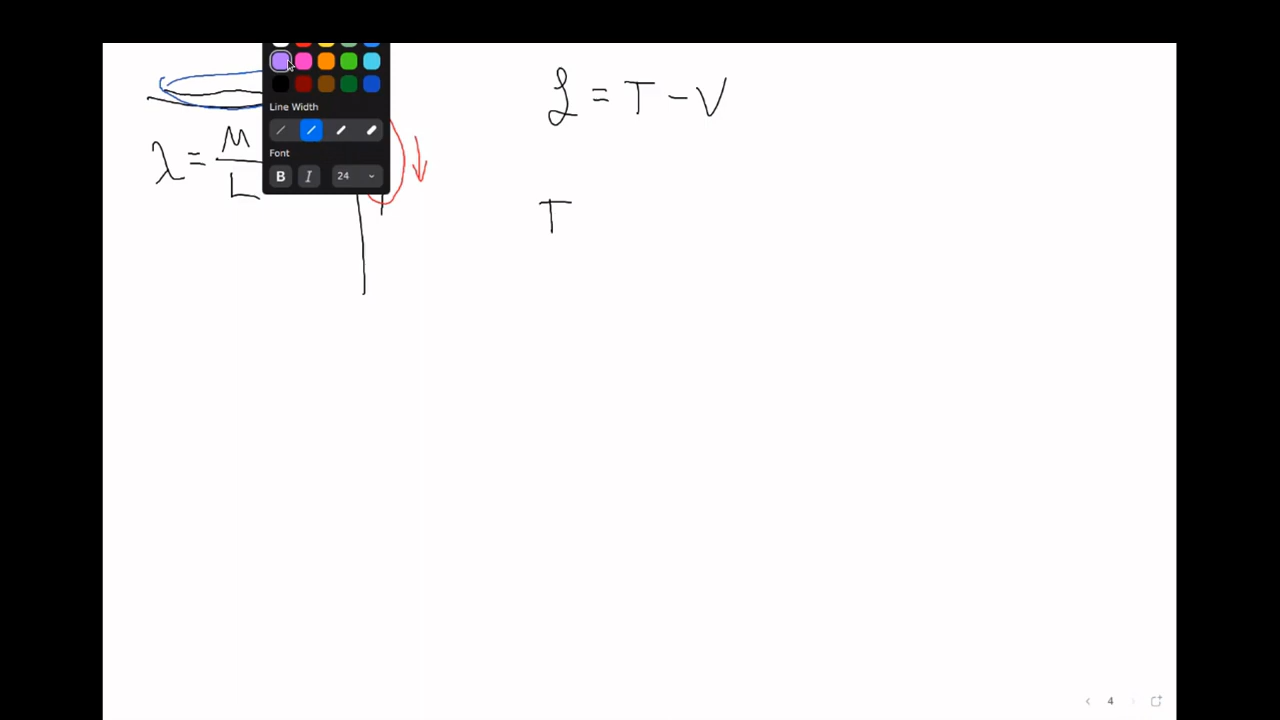 ℒ = T - V
Line Width
λ = M / L
Font
B I 24
T
4